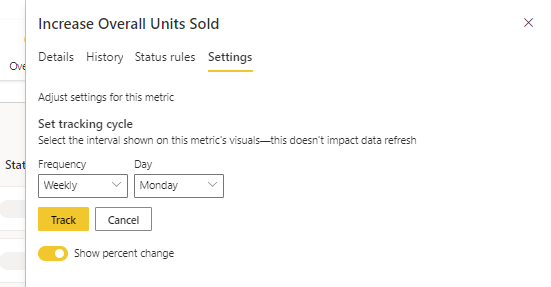 Increase Overall Units Sold
Ove
Details History Status rules Settings
Adjust settings for this metric
Set tracking cycle
Select the interval shown on this metric's visuals—this doesn't impact data refresh
Stat
Frequency Day
Weekly Monday
Track Cancel
Show percent change